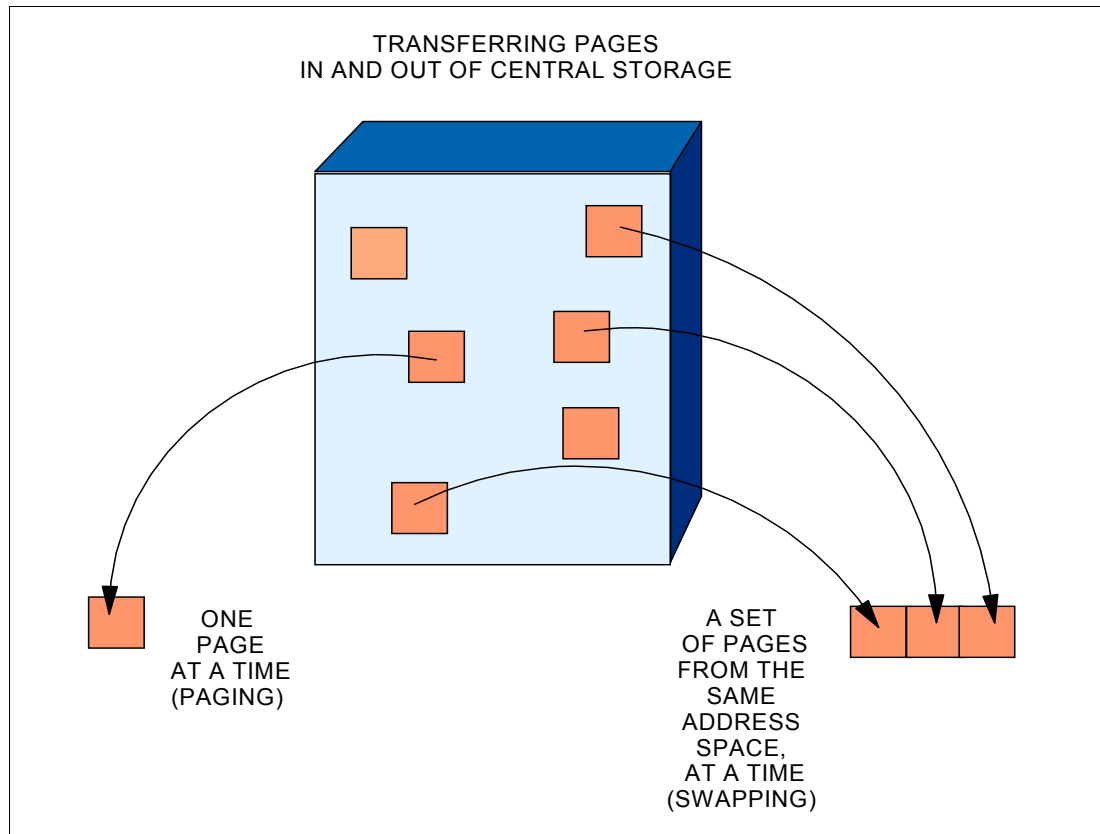 TRANSFERRING PAGES
IN AND OUT OF CENTRAL STORAGE
ONE
PAGE
AT A TIME
(PAGING)
A SET
OF PAGES
FROM THE
SAME
ADDRESS
SPACE,
AT A TIME
(SWAPPING)